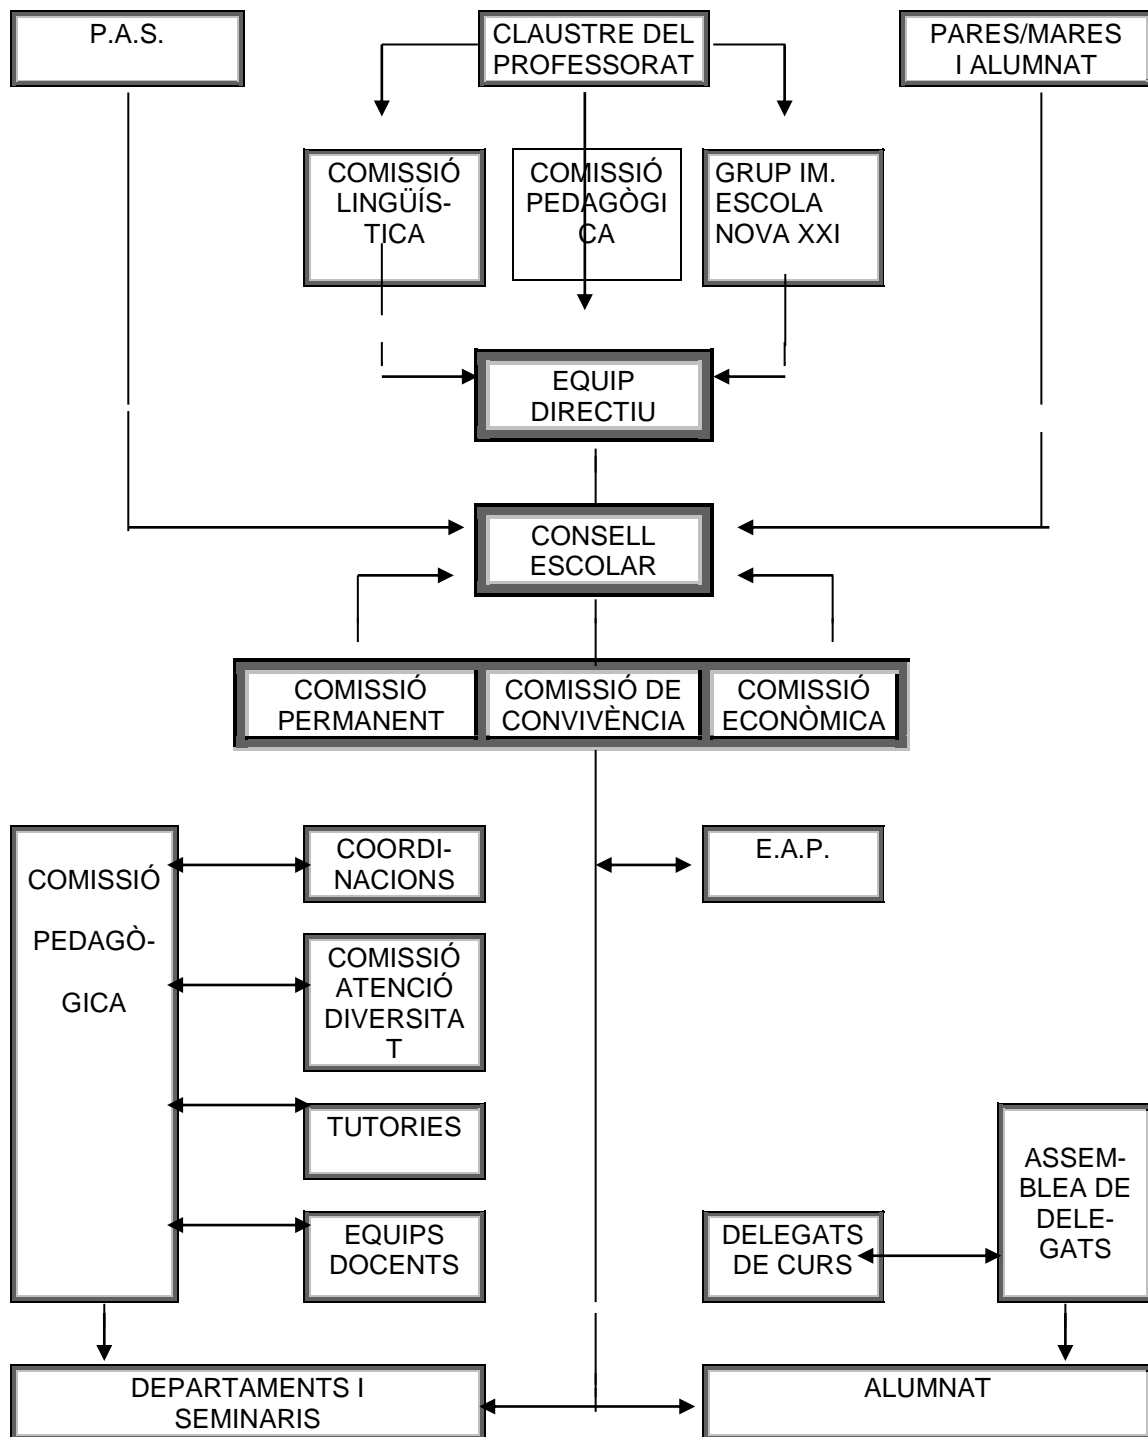 P.A.S.
CLAUSTRE DEL
PROFESSORAT
PARES/MARES
I ALUMNAT
COMISSIÓ
LINGÜÍS-
TICA
COMISSIÓ
PEDAGÒGI
CA
GRUP IM.
ESCOLA
NOVA XXI
EQUIP
DIRECTIU
CONSELL
ESCOLAR
COMISSIÓ
PERMANENT
COMISSIÓ DE
CONVIVÈNCIA
COMISSIÓ
ECONÒMICA
COMISSIÓ
PEDAGÒ-
GICA
COORDI-
NACIONS
E.A.P.
COMISSIÓ
ATENCIÓ
DIVERSITA
T
TUTORIES
EQUIPS
DOCENTS
DELEGATS
DE CURS
ASSEM-
BLEA DE
DELE-
GATS
DEPARTAMENTS I
SEMINARIS
ALUMNAT